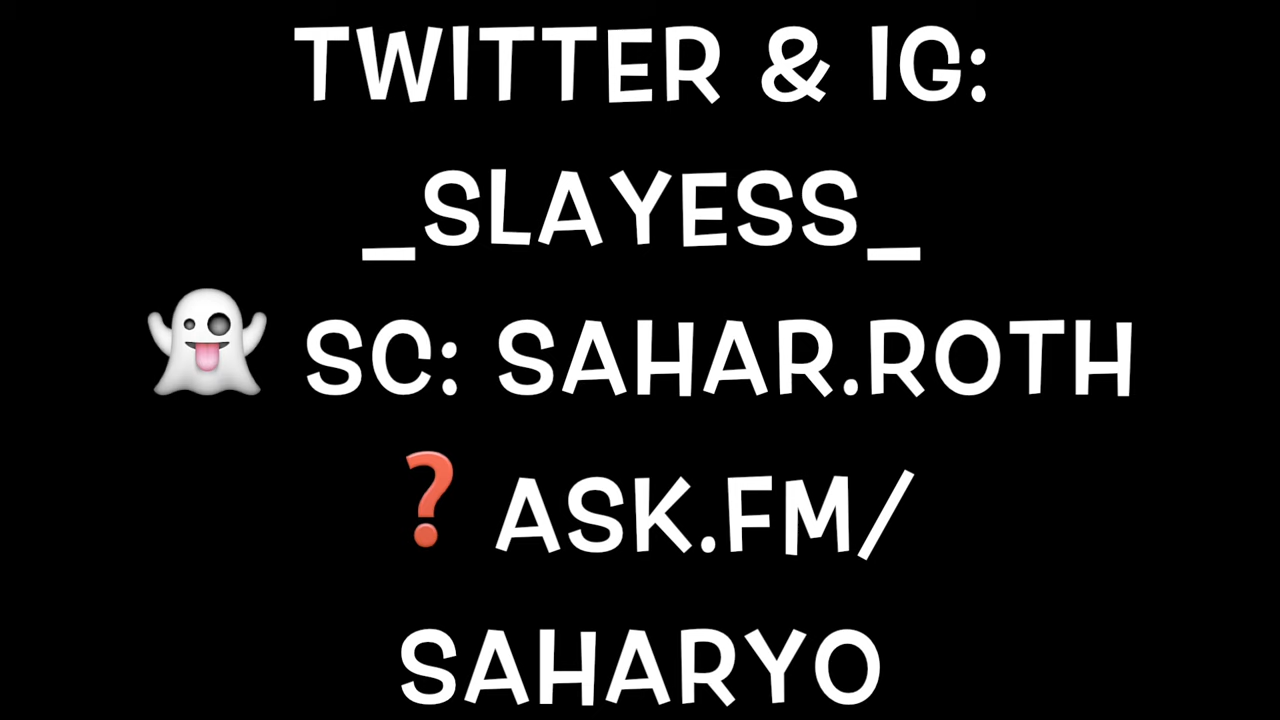 TWITTER & IG:
_SLAYESS_
👻 SC: SAHAR.ROTH
❓ASK.FM/
SAHARYO